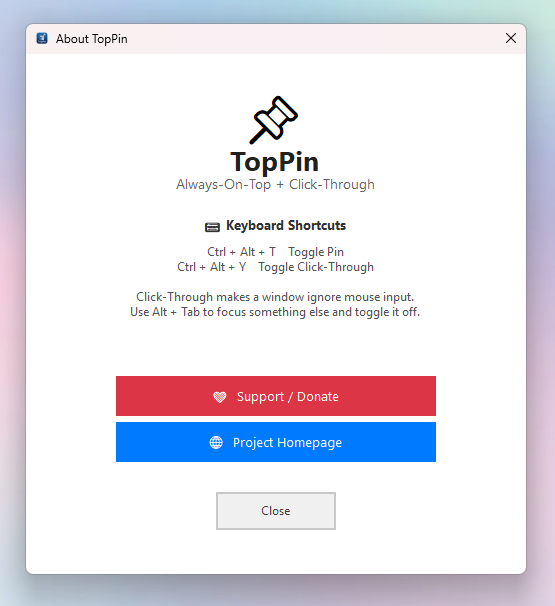 About TopPin
TopPin
Always-On-Top + Click-Through
Keyboard Shortcuts
Ctrl + Alt + T Toggle Pin
Ctrl + Alt + Y Toggle Click-Through
Click-Through makes a window ignore mouse input.
Use Alt + Tab to focus something else and toggle it off.
Support / Donate
Project Homepage
Close